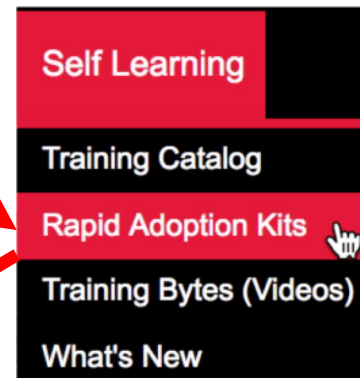 Self Learning
Training Catalog
Rapid Adoption Kits
Training Bytes (Videos)
What's New